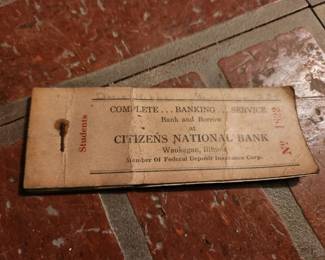 COMPLETE... BANKING... SERVICE
Bank and Borrow
at
CITIZENS NATIONAL BANK
Waukegan, Illinois
Member Of Federal Deposit Insurance Corp.
Students
No